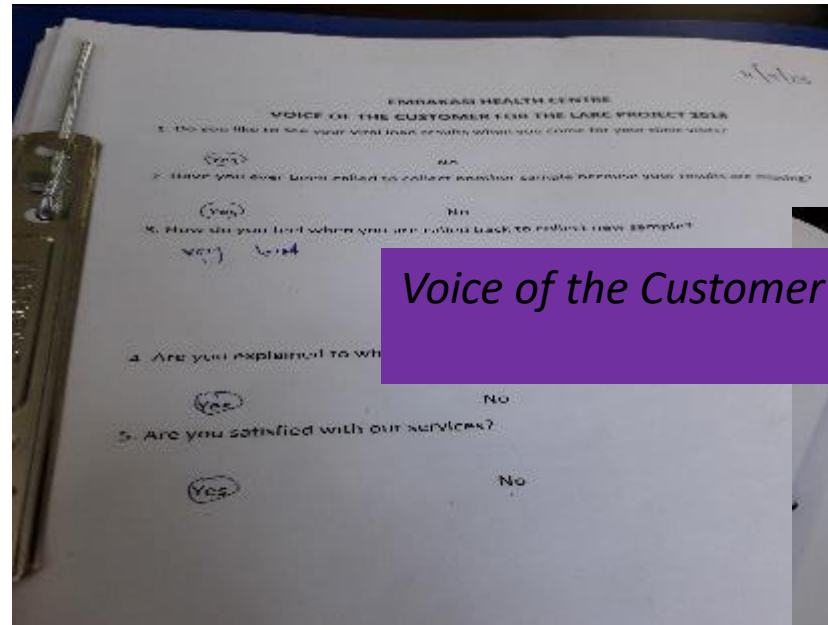 EMBAKASI HEALTH CENTRE
VOICE OF THE CUSTOMER FOR THE LARC PROJECT 2018
1. Do you like to see your viral load results when you come for your clinic visits?
Yes No
2. Have you ever been called to collect another sample because your results are missing?
Yes No
3. How do you feel when you are called back to collect new sample?
very bad
Voice of the Customer
4. Are you explained to wh
Yes No
5. Are you satisfied with our services?
Yes No